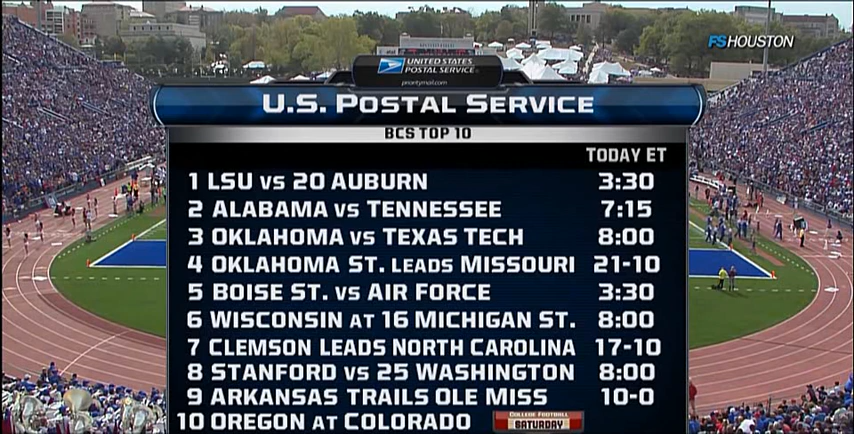 FSHOUSTON
UNITED STATES
POSTAL SERVICE
prioritymail.com
U.S. POSTAL SERVICE
BCS TOP 10
TODAY ET
1 LSU VS 20 AUBURN 3:30
2 ALABAMA VS TENNESSEE 7:15
3 OKLAHOMA VS TEXAS TECH 8:00
4 OKLAHOMA ST. LEADS MISSOURI 21-10
5 BOISE ST. VS AIR FORCE 3:30
6 WISCONSIN AT 16 MICHIGAN ST. 8:00
7 CLEMSON LEADS NORTH CAROLINA 17-10
8 STANFORD VS 25 WASHINGTON 8:00
9 ARKANSAS TRAILS OLE MISS 10-0
10 OREGON AT COLORADO
COLLEGE FOOTBALL
SATURDAY